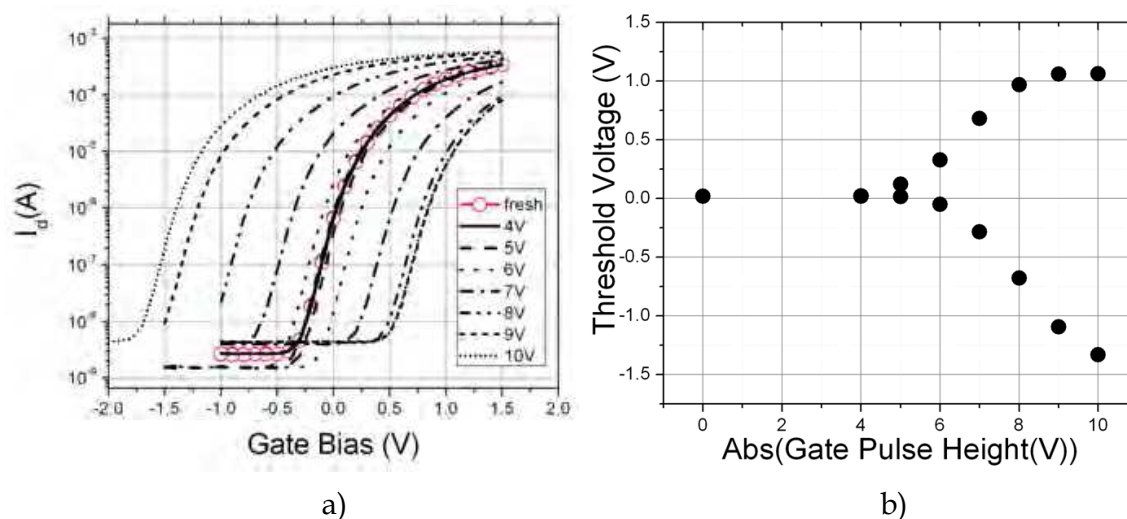 10⁻²
10⁻³
10⁻⁴
10⁻⁵
10⁻⁶
10⁻⁷
10⁻⁸
10⁻⁹
I_d(A)
fresh
4V
5V
6V
7V
8V
9V
10V
-2.0 -1.5 -1.0 -0.5 0.0 0.5 1.0 1.5 2.0
Gate Bias (V)
a)
1.5
1.0
0.5
0.0
-0.5
-1.0
-1.5
Threshold Voltage (V)
0 2 4 6 8 10
Abs(Gate Pulse Height(V))
b)